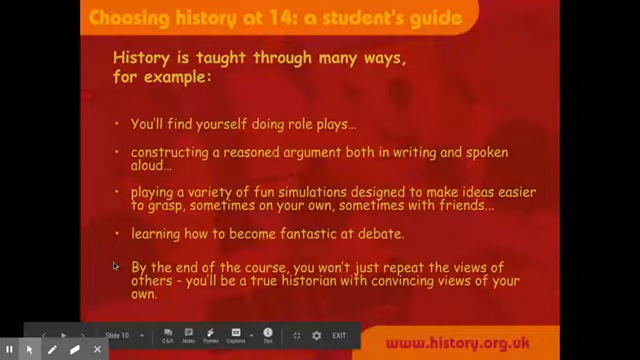 Choosing history at 14: a student's guide
History is taught through many ways,
for example:
• You'll find yourself doing role plays...
• constructing a reasoned argument both in writing and spoken
aloud...
• playing a variety of fun simulations designed to make ideas easier
to grasp, sometimes on your own, sometimes with friends...
• learning how to become fantastic at debate.
• By the end of the course, you won't just repeat the views of
others - you'll be a true historian with convincing views of your
own.
Slide 10
Q&A
Notes
Pointer
Captions
Tips
EXIT
www.history.org.uk